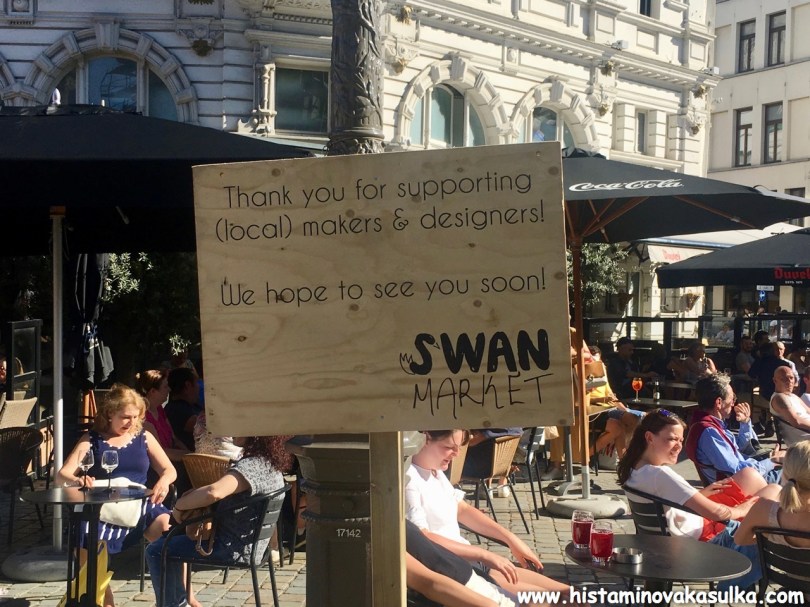 Thank you for supporting
(local) makers & designers!
We hope to see you soon!
SWAN
MARKET
Coca-Cola
Duvel
17142
www.histaminovakasulka.com